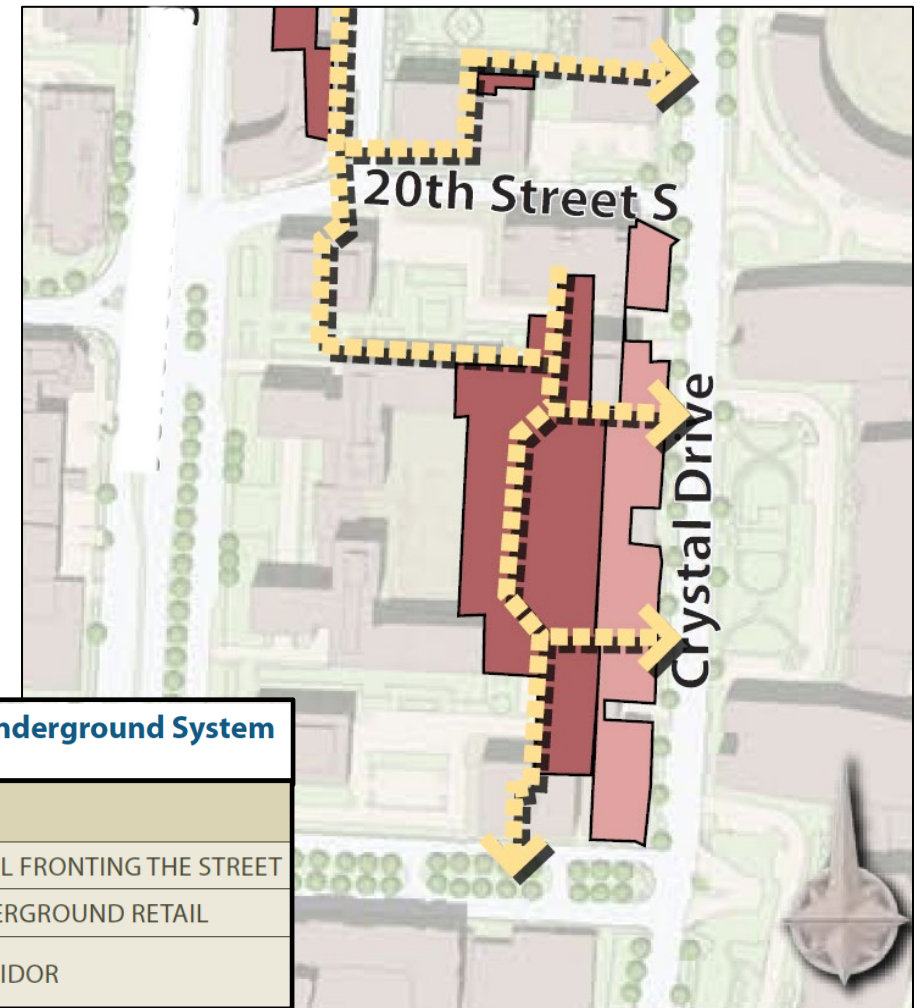 20th Street S
Crystal Drive
nderground System
L FRONTING THE STREET
ERGROUND RETAIL
IDOR